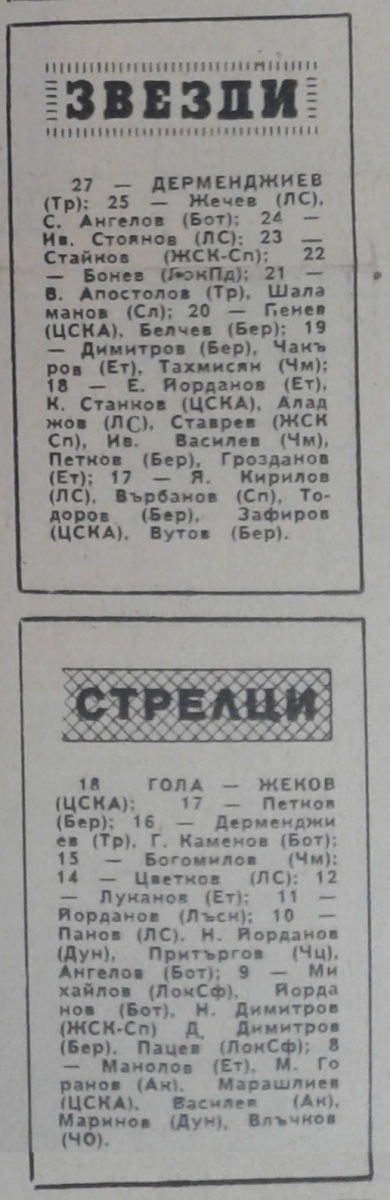 ЗВЕЗДИ
27 — ДЕРМЕНДЖИЕВ
(Тр); 25 — Жечев (ЛС),
С. Ангелов (Бот); 24 —
Ив. Стоянов (ЛС); 23 —
Стайков (ЖСК-Сп); 22
— Бонев (ЛокПд); 21 —
В. Апостолов (Тр), Шала
манов (Сл); 20 — Пенев
(ЦСКА), Белчев (Бер); 19
— Димитров (Бер), Чакъ
ров (Ет), Тахмисян (Чм);
18 — Е. Йорданов (Ет),
К. Станков (ЦСКА), Алад
жов (ЛС), Ставрев (ЖСК
Сп), Ив. Василев (Чм),
Петков (Бер), Грозданов
(Ет); 17 — Я. Кирилов
(ЛС), Върбанов (Сп), То-
доров (Бер), Зафиров
(ЦСКА), Вутов (Бер).
СТРЕЛЦИ
18 ГОЛА — ЖЕКОВ
(ЦСКА); 17 — Петков
(Бер); 16 — Дерменджи
ев (Тр), Г. Каменов (Бот);
15 — Богомилов (Чм);
14 — Цветков (ЛС); 12
— Луканов (Ет); 11 —
Йорданов (Лъск); 10 —
Панов (ЛС), Н. Йорданов
(Дун), Притъргов (Чц),
Ангелов (Бот); 9 — Ми
хайлов (ЛокСф), Йорда
нов (Бот), Н. Димитров
(ЖСК-Сп) Д. Димитров
(Бер), Пацев (ЛокСф); 8
— Манолов (Ет), М. Го
ранов (Ак), Марашлиев
(ЦСКА), Василев (Ак),
Маринов (Дун), Влъчков
(ЧО).